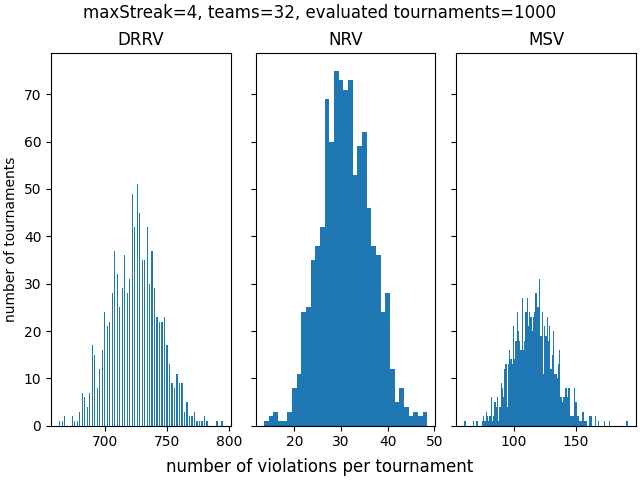 maxStreak=4, teams=32, evaluated tournaments=1000
DRRV
NRV
MSV
number of tournaments
70
60
50
40
30
20
10
0
700 750 800
20 30 40 50
100 150
number of violations per tournament